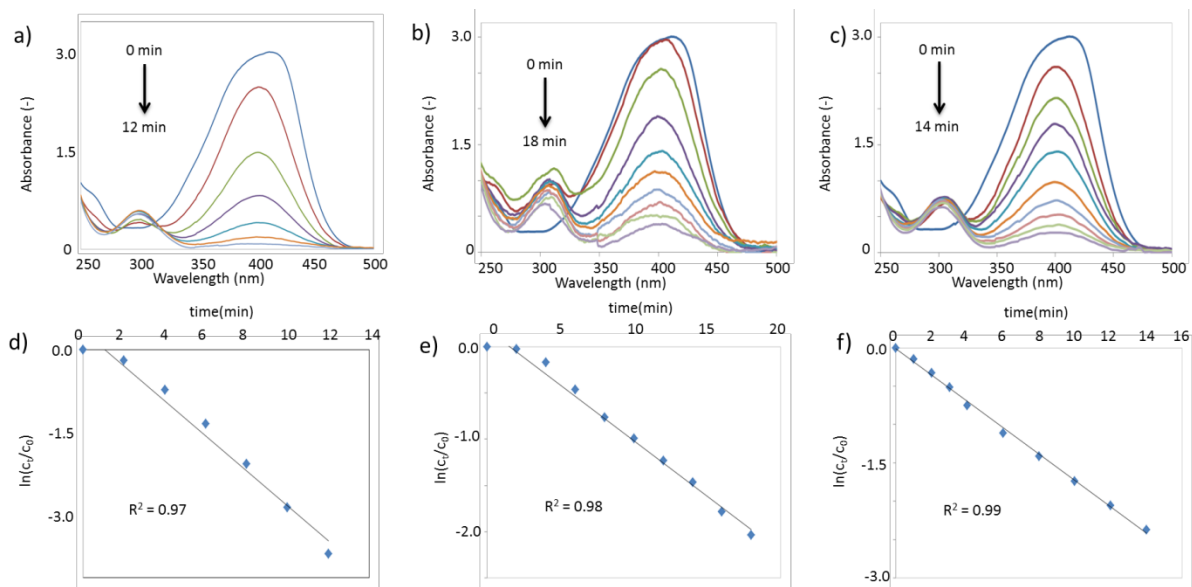 a)
0 min
12 min
Absorbance (-)
3.0
1.5
0
250 300 350 400 450 500
Wavelength (nm)
b)
0 min
18 min
Absorbance (-)
3.0
1.5
0
250 300 350 400 450 500
Wavelength (nm)
c)
0 min
14 min
Absorbance (-)
3.0
1.5
0
250 300 350 400 450 500
Wavelength (nm)
d)
time(min)
0 2 4 6 8 10 12 14
ln(cₜ/c₀)
0.0
-1.5
-3.0
R² = 0.97
e)
time(min)
0 5 10 15 20
ln(cₜ/c₀)
0.0
-1.0
-2.0
R² = 0.98
f)
time(min)
0 2 4 6 8 10 12 14 16
ln(cₜ/c₀)
0.0
-1.5
-3.0
R² = 0.99